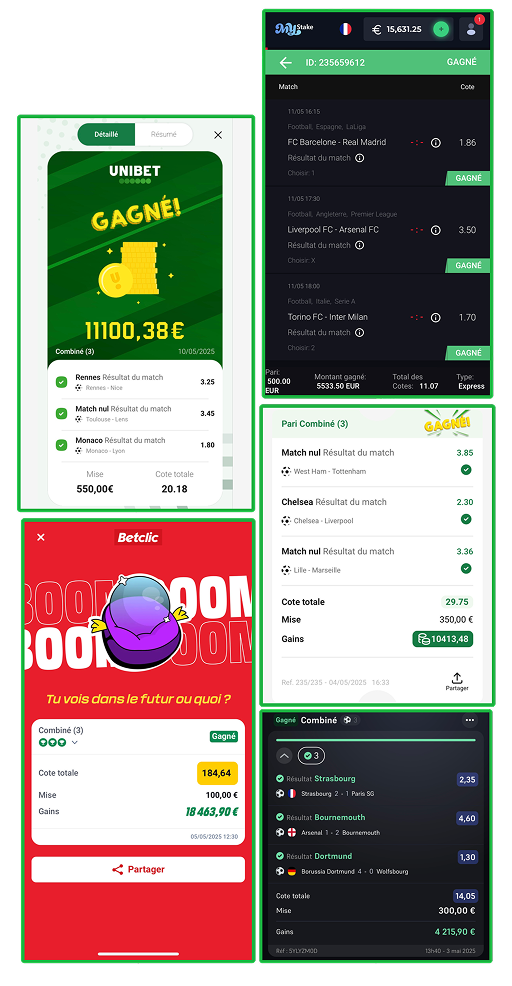 Détaillé
Résumé
UNIBET
GAGNÉ!
11100,38€
Combiné (3)
10/05/2025
Rennes Résultat du match
3.25
Rennes - Nice
Match nul Résultat du match
3.45
Toulouse - Lens
Monaco Résultat du match
1.80
Monaco - Lyon
Mise
Cote totale
550,00€
20.18
MyStake
€ 15,631.25
1
ID: 235659612
GAGNÉ
Match
Cote
11/05 16:15
Football, Espagne, LaLiga
FC Barcelone - Real Madrid
- : -
1.86
Résultat du match
Choisir: 1
GAGNÉ
11/05 17:30
Football, Angleterre, Premier League
Liverpool FC - Arsenal FC
- : -
3.50
Résultat du match
Choisir: X
GAGNÉ
11/05 18:00
Football, Italie, Serie A
Torino FC - Inter Milan
- : -
1.70
Résultat du match
Choisir: 2
GAGNÉ
Pari:
500.00
EUR
Montant gagné:
5533.50 EUR
Total des
Cotes: 11.07
Type:
Express
Pari Combiné (3)
GAGNÉ!
Match nul Résultat du match
3.85
West Ham - Tottenham
Chelsea Résultat du match
2.30
Chelsea - Liverpool
Match nul Résultat du match
3.36
Lille - Marseille
Cote totale
29.75
Mise
350,00 €
Gains
10413,48
Ref. 235/235 - 04/05/2025 16:33
Partager
Betclic
BOOM
BOOM
BOOM
BOOM
Tu vois dans le futur ou quoi ?
Combiné (3)
Gagné
Cote totale
184,64
Mise
100,00 €
Gains
18 463,90 €
05/05/2025 12:30
Partager
Gagné Combiné
3
Résultat Strasbourg
2,35
Strasbourg 2 - 1 Paris SG
Résultat Bournemouth
4,60
Arsenal 1 - 2 Bournemouth
Résultat Dortmund
1,30
Borussia Dortmund 4 - 0 Wolfsbourg
Cote totale
14,05
Mise
300,00 €
Gains
4 215,90 €
Réf : 5YLYZM0D
13h40 - 3 mai 2025